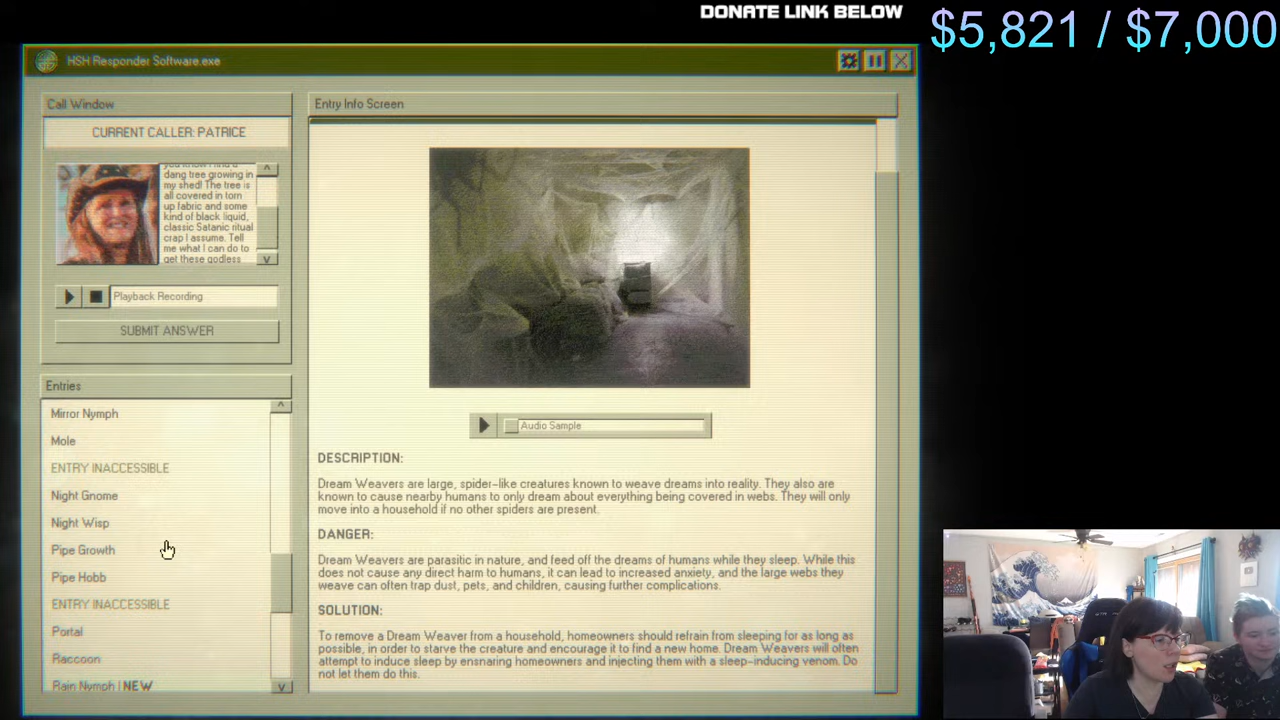 DONATE LINK BELOW
$5,821 / $7,000
HSH Responder Software.exe
Call Window
CURRENT CALLER: PATRICE
you know I find a
dang tree growing in
my shed! The tree is
all covered in torn
up fabric and some
kind of black liquid,
classic Satanic ritual
crap I assume. Tell
me what I can do to
get these godless
Playback Recording
SUBMIT ANSWER
Entries
Mirror Nymph
Mole
ENTRY INACCESSIBLE
Night Gnome
Night Wisp
Pipe Growth
Pipe Hobb
ENTRY INACCESSIBLE
Portal
Raccoon
Rain Nymph | NEW
Entry Info Screen
Audio Sample
DESCRIPTION:
Dream Weavers are large, spider-like creatures known to weave dreams into reality. They also are
known to cause nearby humans to only dream about everything being covered in webs. They will only
move into a household if no other spiders are present.
DANGER:
Dream Weavers are parasitic in nature, and feed off the dreams of humans while they sleep. While this
does not cause any direct harm to humans, it can lead to increased anxiety, and the large webs they
weave can often trap dust, pets, and children, causing further complications.
SOLUTION:
To remove a Dream Weaver from a household, homeowners should refrain from sleeping for as long as
possible, in order to starve the creature and encourage it to find a new home. Dream Weavers will often
attempt to induce sleep by ensnaring homeowners and injecting them with a sleep-inducing venom. Do
not let them do this.